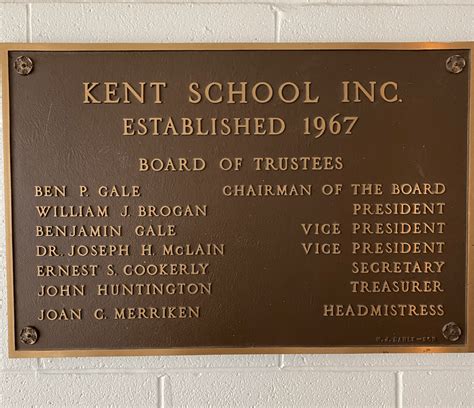 KENT SCHOOL INC.
ESTABLISHED 1967
BOARD OF TRUSTEES
BEN P. GALE CHAIRMAN OF THE BOARD
WILLIAM J. BROGAN PRESIDENT
BENJAMIN GALE VICE PRESIDENT
DR. JOSEPH H. McLAIN VICE PRESIDENT
ERNEST S. COOKERLY SECRETARY
JOHN HUNTINGTON TREASURER
JOAN C. MERRIKEN HEADMISTRESS